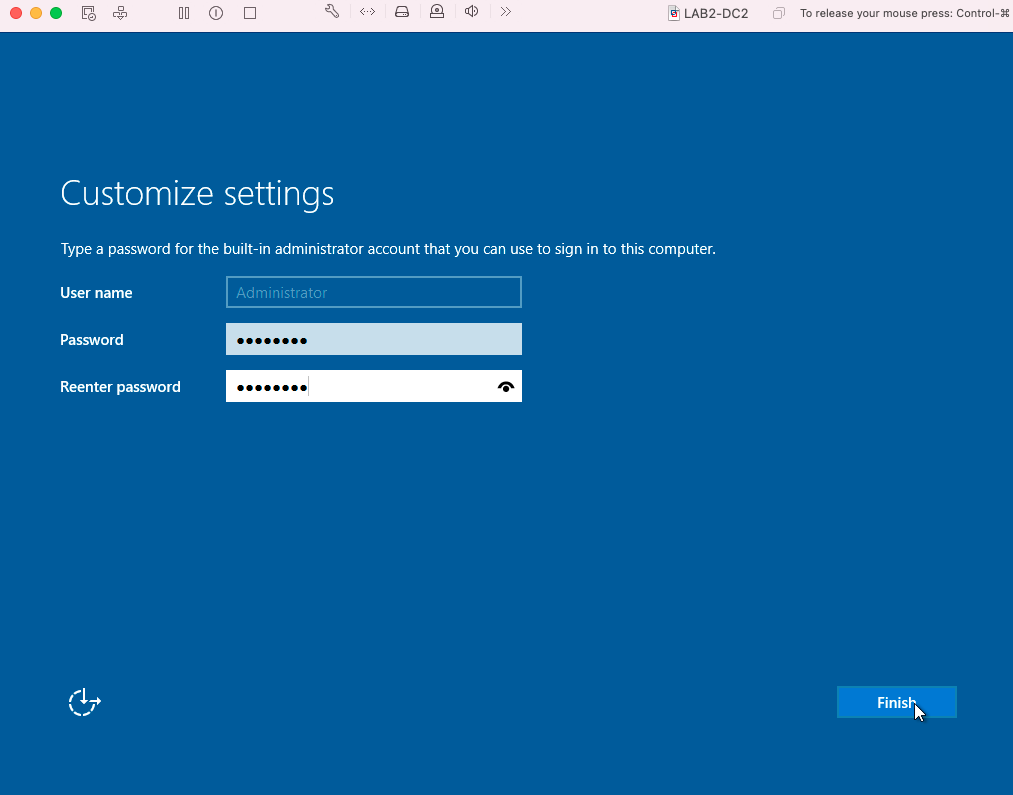 LAB2-DC2
To release your mouse press: Control-⌘
Customize settings
Type a password for the built-in administrator account that you can use to sign in to this computer.
User name
Administrator
Password
●●●●●●●●
Reenter password
●●●●●●●●
Finish